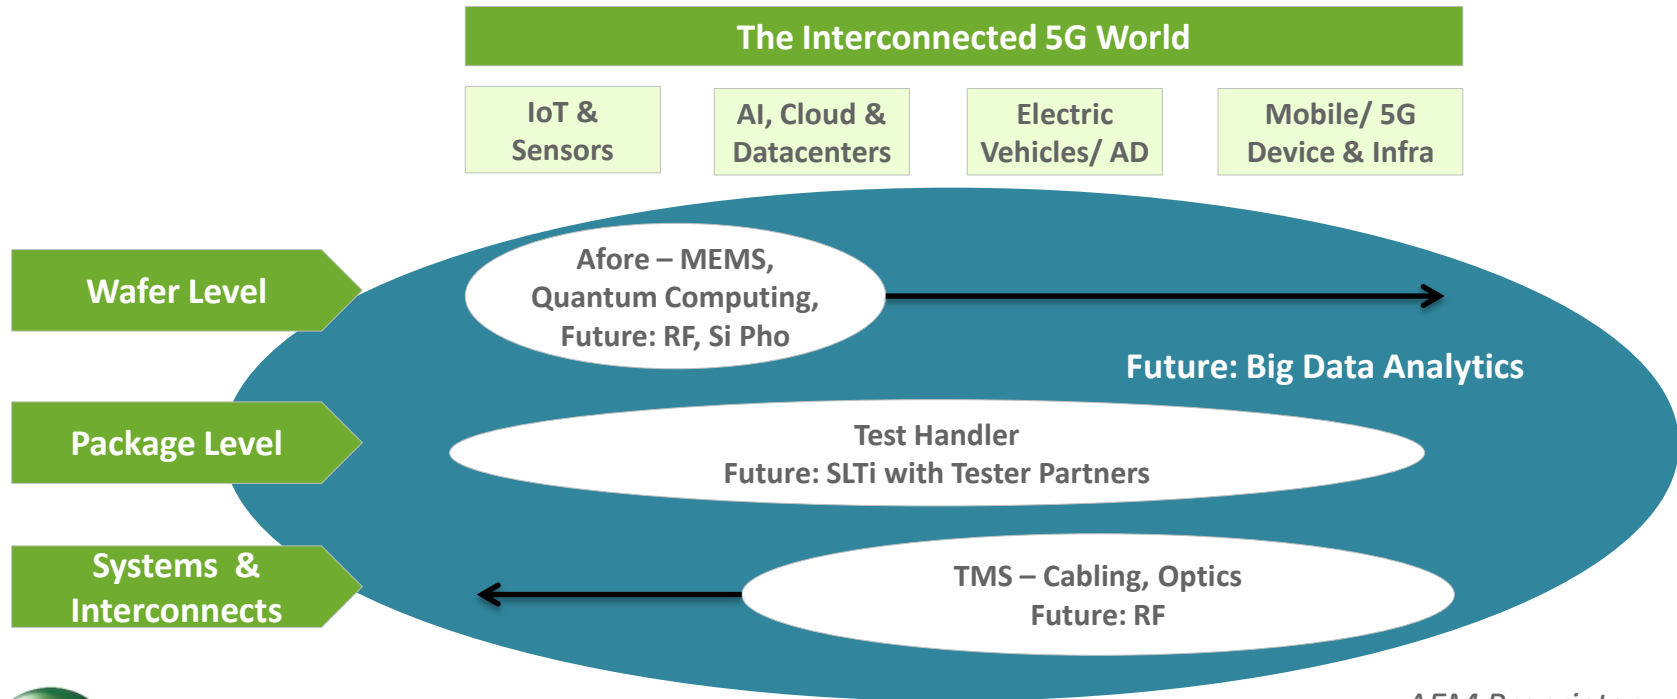 The Interconnected 5G World
IoT &
Sensors
AI, Cloud &
Datacenters
Electric
Vehicles/ AD
Mobile/ 5G
Device & Infra
Wafer Level
Afore – MEMS,
Quantum Computing,
Future: RF, Si Pho
Future: Big Data Analytics
Package Level
Test Handler
Future: SLTi with Tester Partners
Systems &
Interconnects
TMS – Cabling, Optics
Future: RF